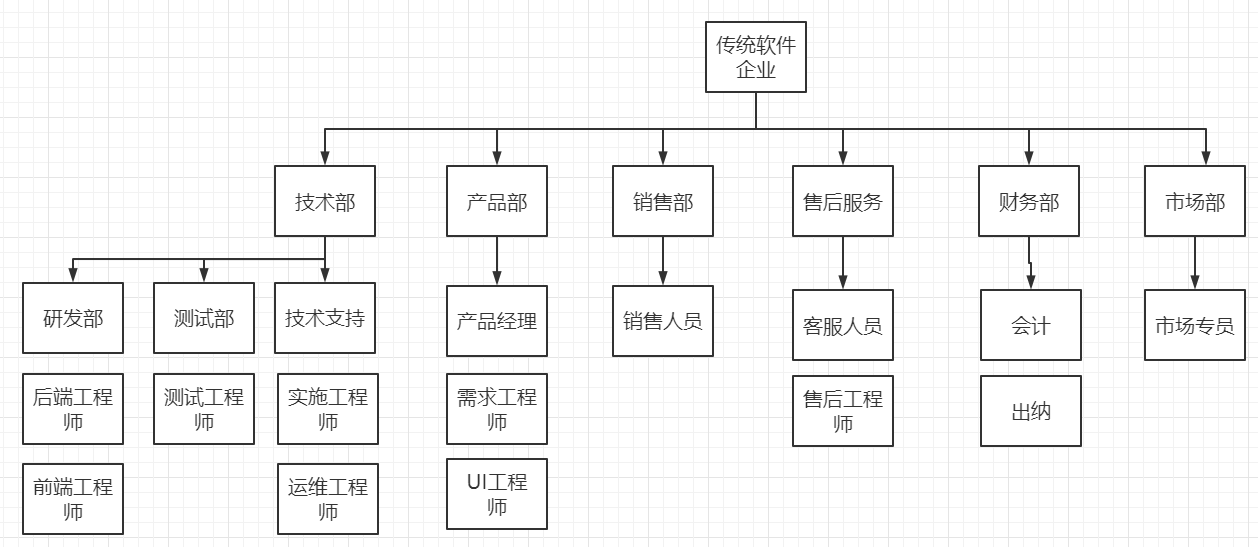 传统软件
企业
技术部
产品部
销售部
售后服务
财务部
市场部
研发部
测试部
技术支持
产品经理
销售人员
客服人员
会计
市场专员
后端工程
师
测试工程
师
实施工程
师
需求工程
师
售后工程
师
出纳
前端工程
师
运维工程
师
UI工程
师